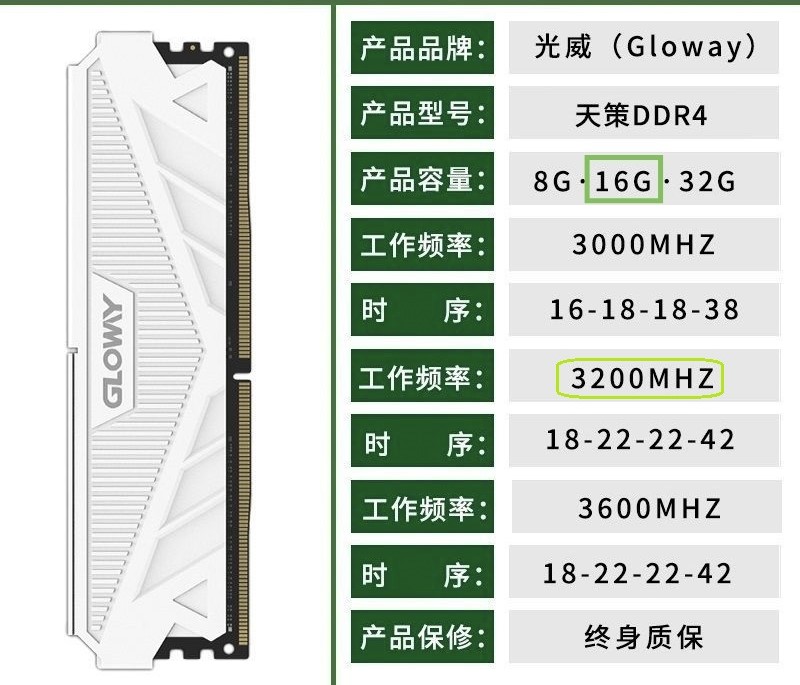 GLOWAY
产品品牌： 光威（Gloway）
产品型号： 天策DDR4
产品容量： 8G·16G·32G
工作频率： 3000MHZ
时 序： 16-18-18-38
工作频率： 3200MHZ
时 序： 18-22-22-42
工作频率： 3600MHZ
时 序： 18-22-22-42
产品保修： 终身质保